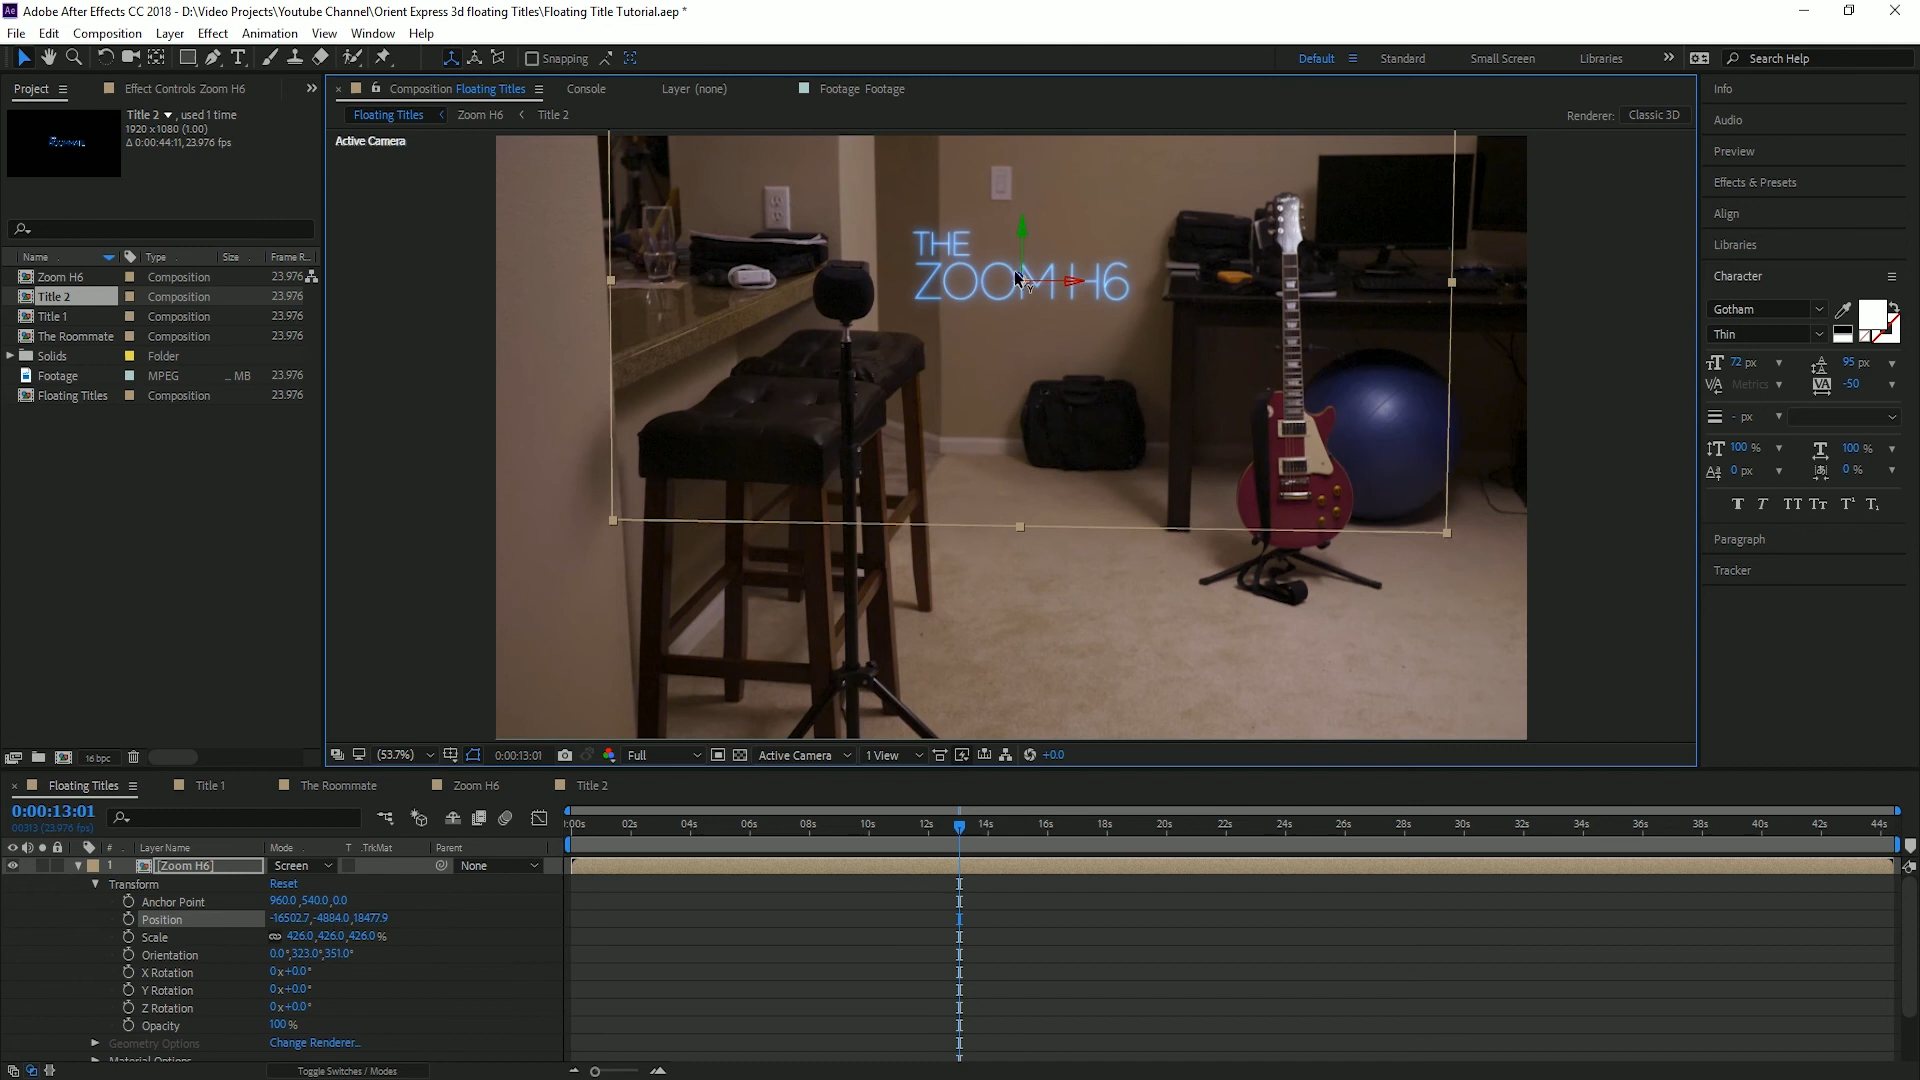 Adobe After Effects CC 2018 - D:\Video Projects\Youtube Channel\Orient Express 3d floating Titles\Floating Title Tutorial.aep *
File Edit Composition Layer Effect Animation View Window Help
Snapping Default Standard Small Screen Libraries Search Help
Project Effect Controls Zoom H6
Composition Floating Titles Console Layer (none) Footage Footage
Floating Titles Zoom H6 Title 2 Renderer: Classic 3D
Title 2 , used 1 time
1920 x 1080 (1.00)
Δ 0:00:44:11, 23.976 fps
Active Camera
Name Type Size Frame R...
Zoom H6 Composition 23.976
Title 2 Composition 23.976
Title 1 Composition 23.976
The Roommate Composition 23.976
Solids Folder
Footage MPEG ... MB 23.976
Floating Titles Composition 23.976
THE
ZOOM H6
Info
Audio
Preview
Effects & Presets
Align
Libraries
Character
Gotham
Thin
72 px 95 px
Metrics -50
- px
100 % 100 %
0 px 0 %
Paragraph
Tracker
16 bpc
(53.7%) 0:00:13:01 Full Active Camera 1 View +0.0
Floating Titles Title 1 The Roommate Zoom H6 Title 2
0:00:13:01
00313 (23.976 fps)
:00s 02s 04s 06s 08s 10s 12s 14s 16s 18s 20s 22s 24s 26s 28s 30s 32s 34s 36s 38s 40s 42s 44s
# Layer Name Mode T .TrkMat Parent
1 [Zoom H6] Screen None
Transform Reset
Anchor Point 960.0 ,540.0 ,0.0
Position -16502.7 ,-4884.0 ,18477.9
Scale 426.0 ,426.0 ,426.0 %
Orientation 0.0 °,323.0 °,351.0 °
X Rotation 0 x +0.0 °
Y Rotation 0 x +0.0 °
Z Rotation 0 x +0.0 °
Opacity 100 %
Geometry Options Change Renderer...
Material Options
Toggle Switches / Modes